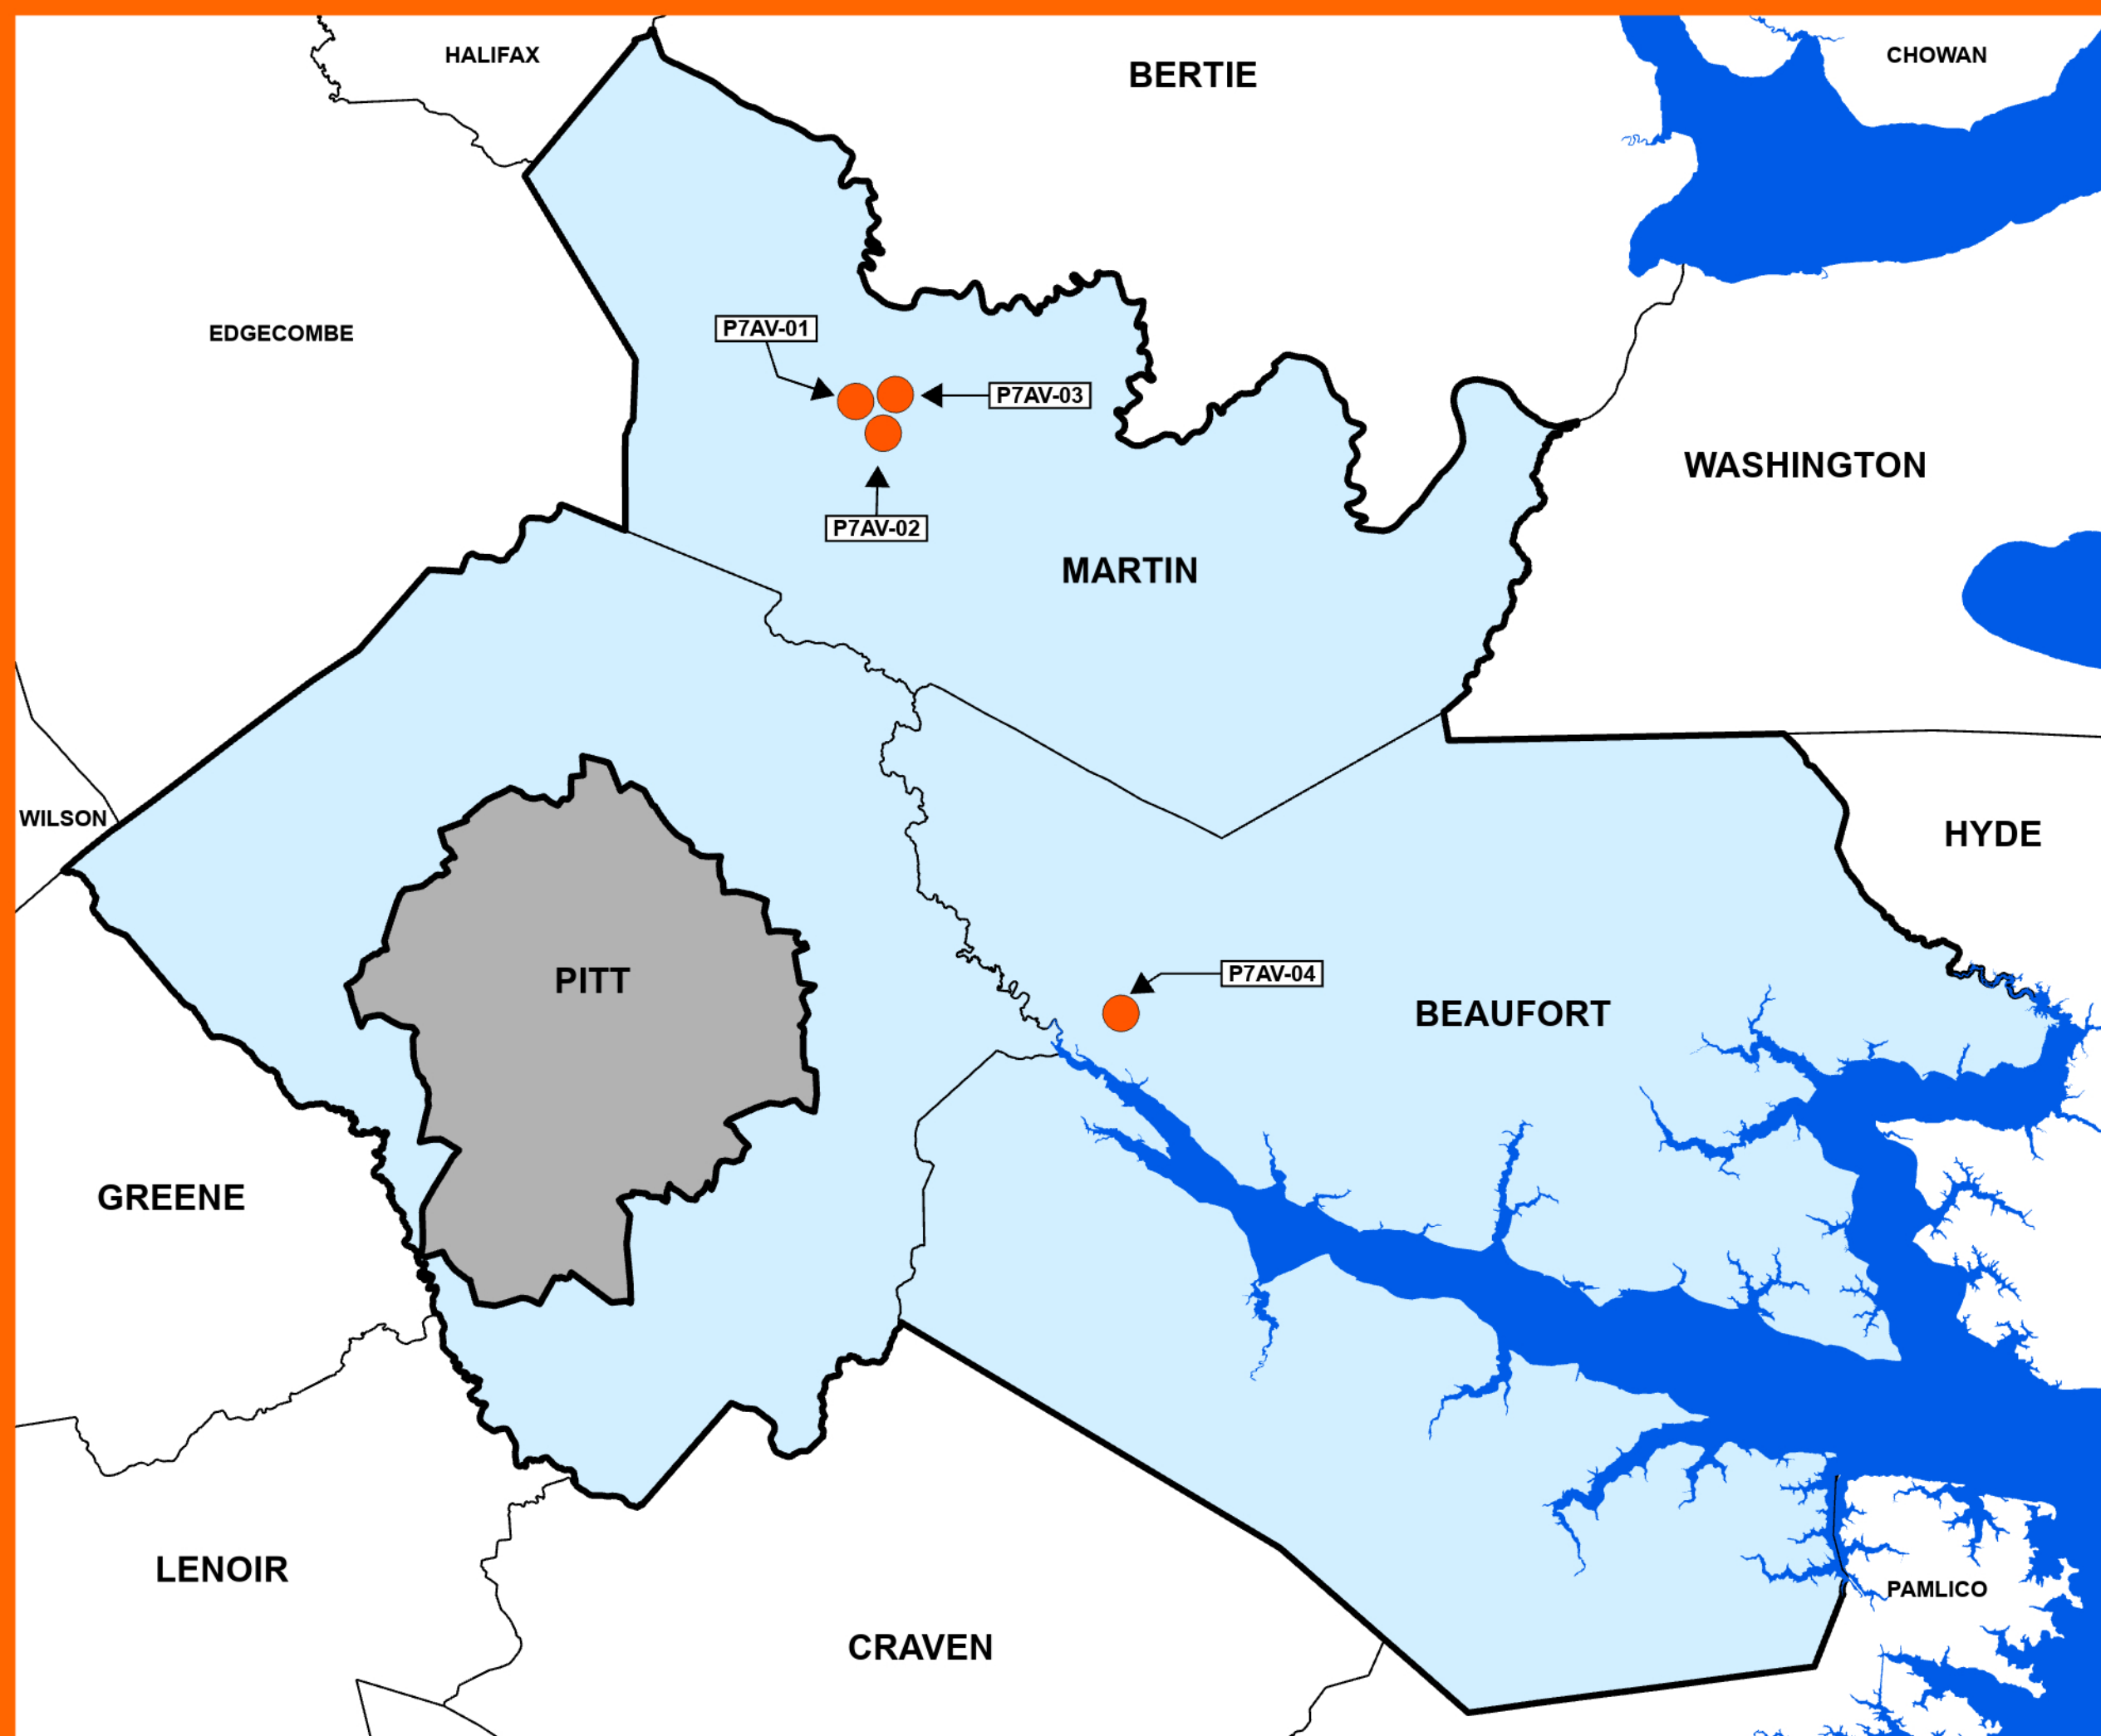 HALIFAX
CHOWAN
BERTIE
EDGECOMBE
P7AV-01
P7AV-03
WASHINGTON
P7AV-02
MARTIN
WILSON
HYDE
PITT
P7AV-04
BEAUFORT
GREENE
LENOIR
PAMLICO
CRAVEN